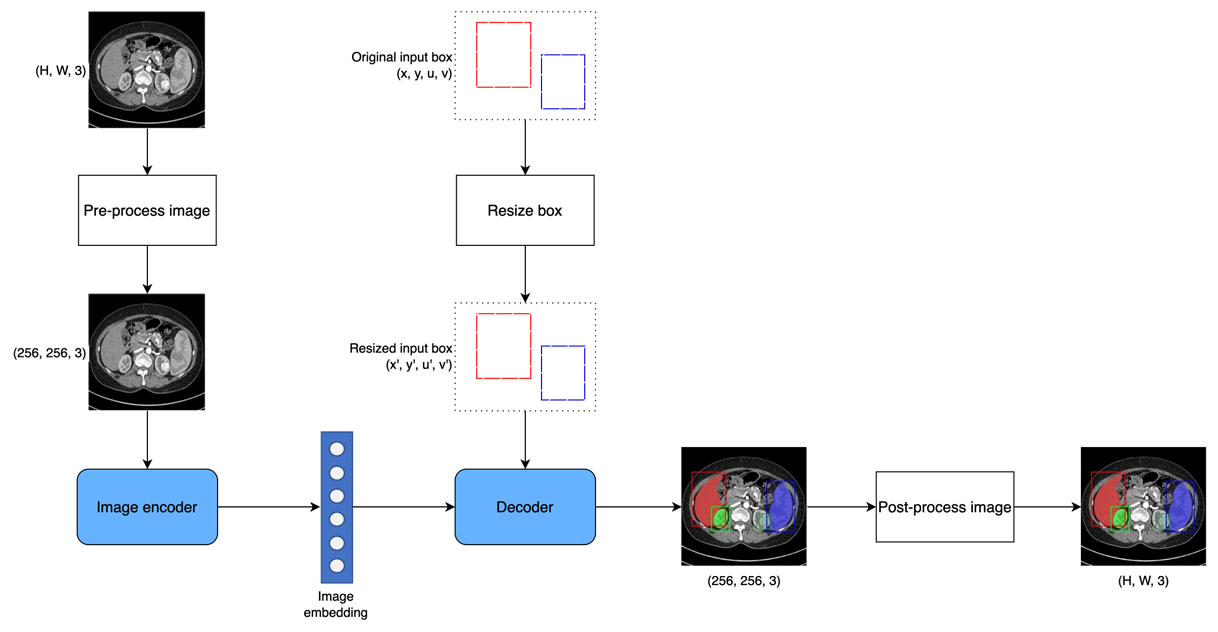 (H, W, 3)
Original input box
(x, y, u, v)
Pre-process image
Resize box
(256, 256, 3)
Resized input box
(x', y', u', v')
Image encoder
Image
embedding
Decoder
(256, 256, 3)
Post-process image
(H, W, 3)